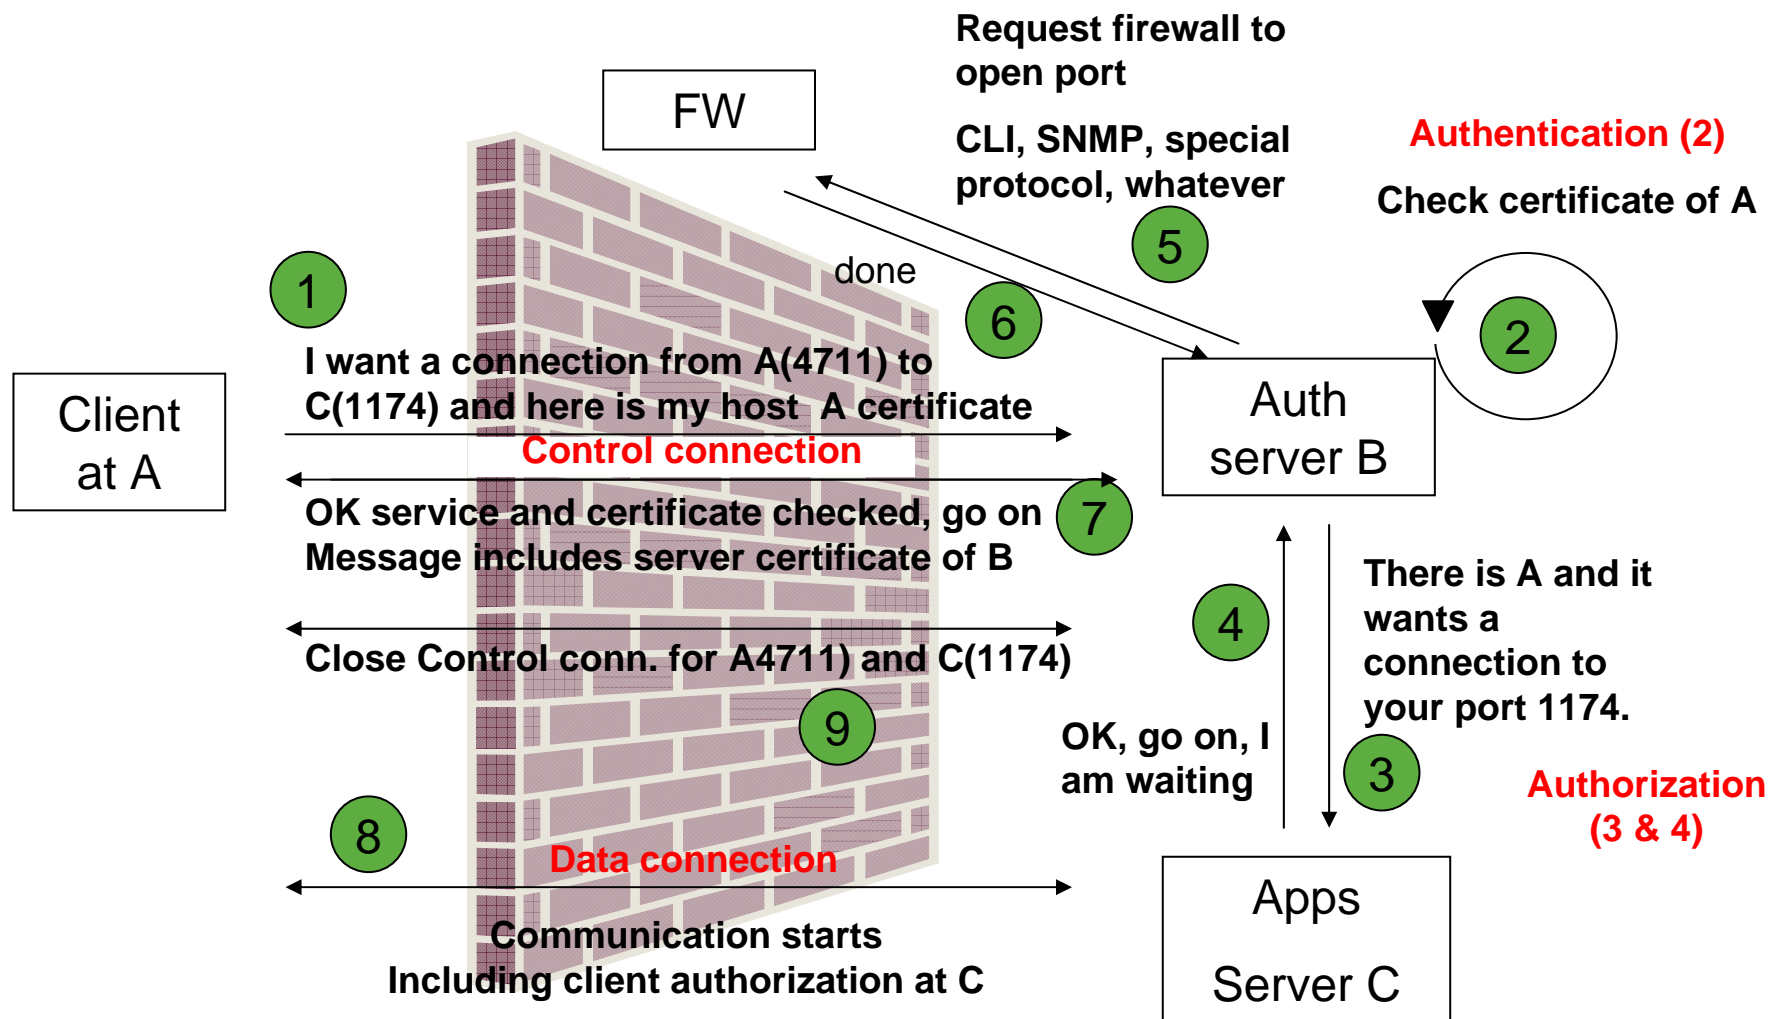 Request firewall to
open port
CLI, SNMP, special
protocol, whatever
FW
Authentication (2)
Check certificate of A
5
done
6
2
1
I want a connection from A(4711) to
C(1174) and here is my host A certificate
Control connection
Client
at A
Auth
server B
OK service and certificate checked, go on
Message includes server certificate of B
7
Close Control conn. for A4711) and C(1174)
9
4
There is A and it
wants a
connection to
your port 1174.
OK, go on, I
am waiting
3
Authorization
(3 & 4)
8
Data connection
Communication starts
Including client authorization at C
Apps
Server C